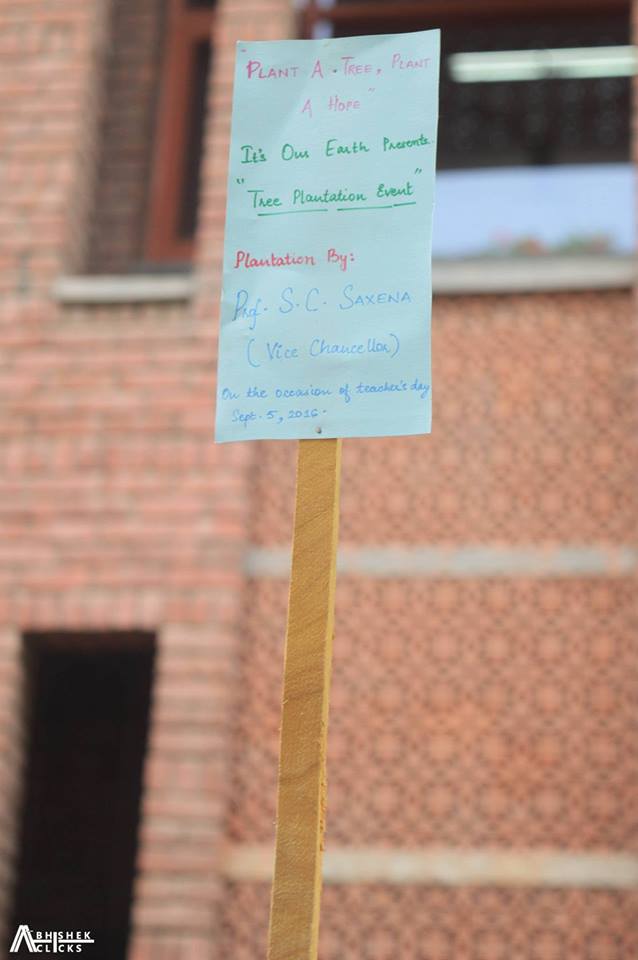 "PLANT A TREE, PLANT
A HOPE"
It's Our Earth Presents
"Tree Plantation Event"
Plantation By:
Prof. S.C. SAXENA
(Vice Chancellor)
On the occasion of teacher's day
Sept. 5, 2016.
ABHISHEK
CLICKS